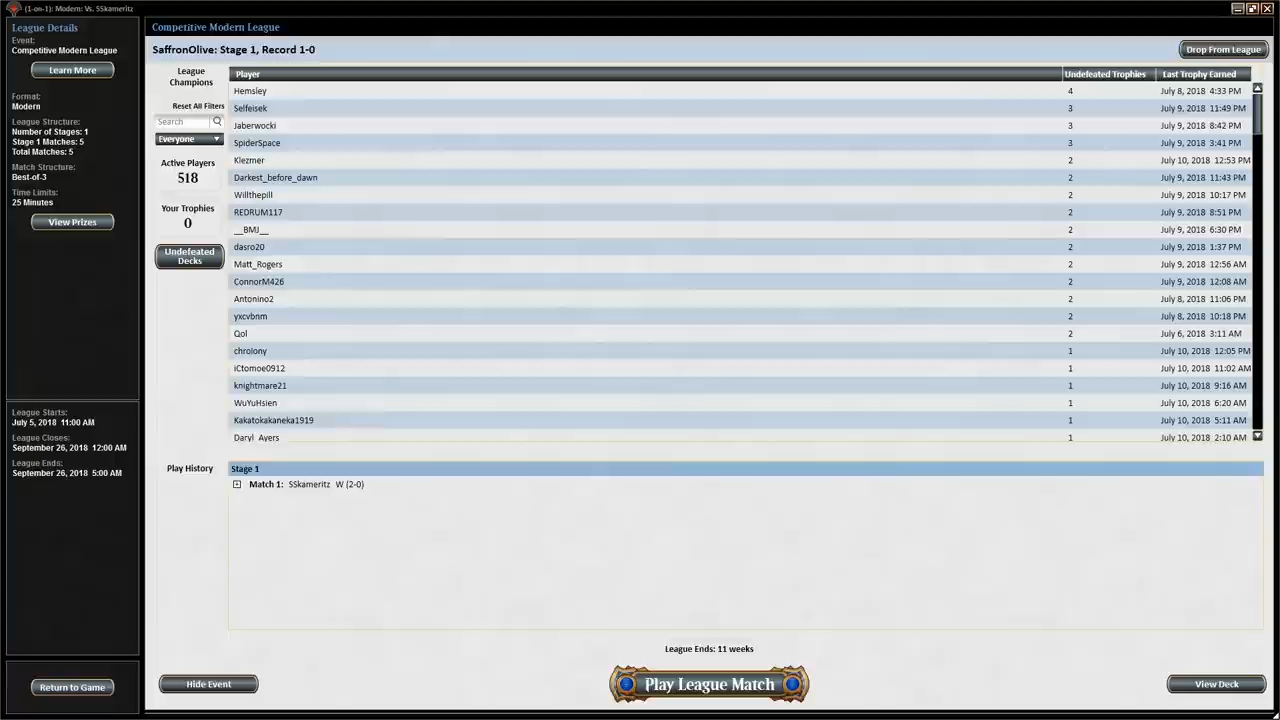 (1-on-1): Modern: Vs. SSkameritz
League Details
Event:
Competitive Modern League
Learn More
Format:
Modern
League Structure:
Number of Stages: 1
Stage 1 Matches: 5
Total Matches: 5
Match Structure:
Best-of-3
Time Limits:
25 Minutes
View Prizes
League Starts:
July 5, 2018 11:00 AM
League Closes:
September 26, 2018 12:00 AM
League Ends:
September 26, 2018 5:00 AM
Return to Game
Competitive Modern League
SaffronOlive: Stage 1, Record 1-0
Drop From League
League
Champions
Reset All Filters
Search
Everyone
Active Players
518
Your Trophies
0
Undefeated
Decks
Player Undefeated Trophies Last Trophy Earned
Hemsley 4 July 8, 2018 4:33 PM
Selfeisek 3 July 9, 2018 11:49 PM
Jaberwocki 3 July 9, 2018 8:42 PM
SpiderSpace 3 July 9, 2018 3:41 PM
Klezmer 2 July 10, 2018 12:53 PM
Darkest_before_dawn 2 July 9, 2018 11:43 PM
Willthepill 2 July 9, 2018 10:17 PM
REDRUM117 2 July 9, 2018 8:51 PM
__BMJ__ 2 July 9, 2018 6:30 PM
dasro20 2 July 9, 2018 1:37 PM
Matt_Rogers 2 July 9, 2018 12:56 AM
ConnorM426 2 July 9, 2018 12:08 AM
Antonino2 2 July 8, 2018 11:06 PM
yxcvbnm 2 July 8, 2018 10:18 PM
Qol 2 July 6, 2018 3:11 AM
chrolony 1 July 10, 2018 12:05 PM
iCtomoe0912 1 July 10, 2018 11:02 AM
knightmare21 1 July 10, 2018 9:16 AM
WuYuHsien 1 July 10, 2018 6:20 AM
Kakatokakaneka1919 1 July 10, 2018 5:11 AM
Daryl Ayers 1 July 10, 2018 2:10 AM
Play History
Stage 1
Match 1: SSkameritz W (2-0)
League Ends: 11 weeks
Hide Event
Play League Match
View Deck